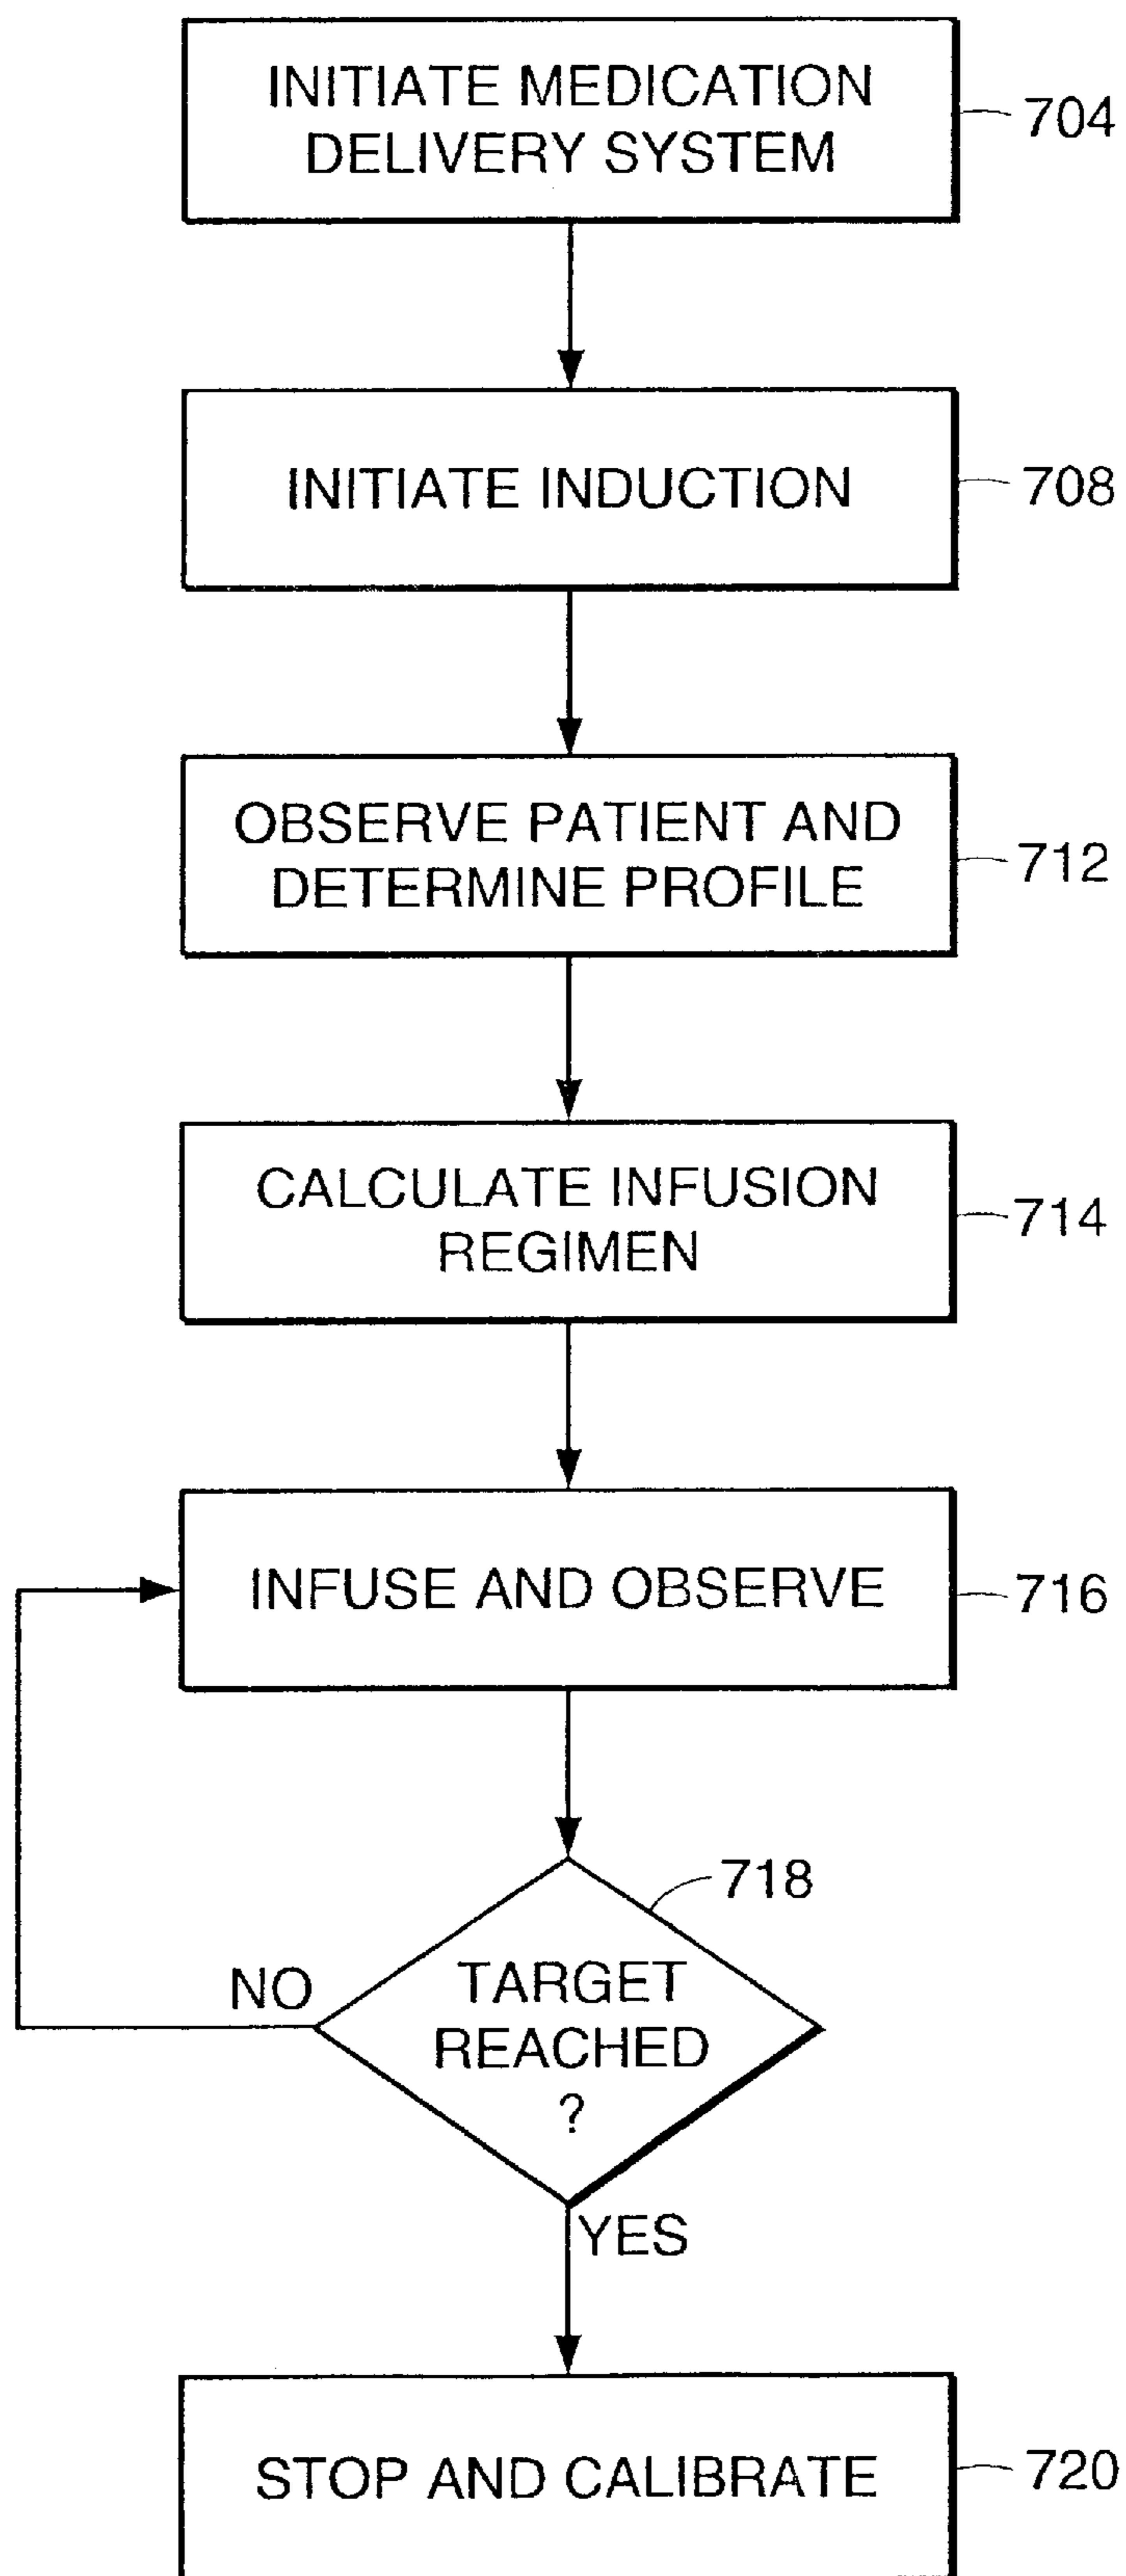 INITIATE MEDICATION
DELIVERY SYSTEM
704
INITIATE INDUCTION
708
OBSERVE PATIENT AND
DETERMINE PROFILE
712
CALCULATE INFUSION
REGIMEN
714
INFUSE AND OBSERVE
716
718
NO
TARGET
REACHED
?
YES
STOP AND CALIBRATE
720